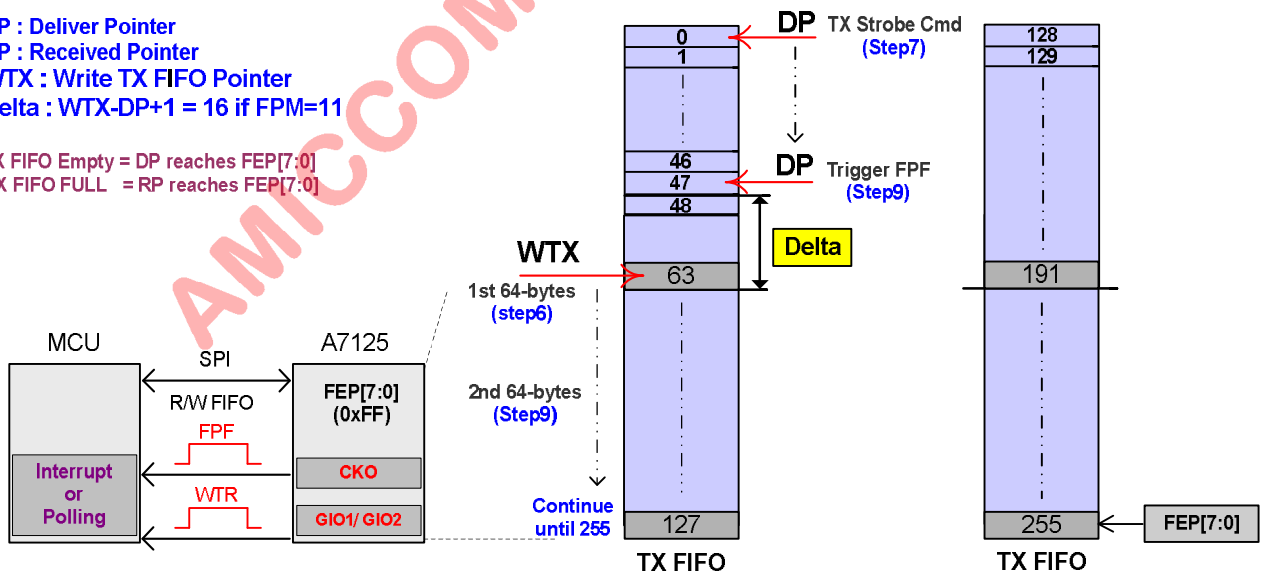 P : Deliver Pointer
P : Received Pointer
WTX : Write TX FIFO Pointer
elta : WTX-DP+1 = 16 if FPM=11
X FIFO Empty = DP reaches FEP[7:0]
X FIFO FULL = RP reaches FEP[7:0]
AMICCOM
0
1
46
47
48
63
127
TX FIFO
DP
TX Strobe Cmd
(Step7)
DP
Trigger FPF
(Step9)
Delta
WTX
1st 64-bytes
(step6)
2nd 64-bytes
(Step9)
Continue
until 255
128
129
191
255
TX FIFO
FEP[7:0]
MCU
Interrupt
or
Polling
SPI
R/W FIFO
FPF
WTR
A7125
FEP[7:0]
(0xFF)
CKO
GIO1/ GIO2